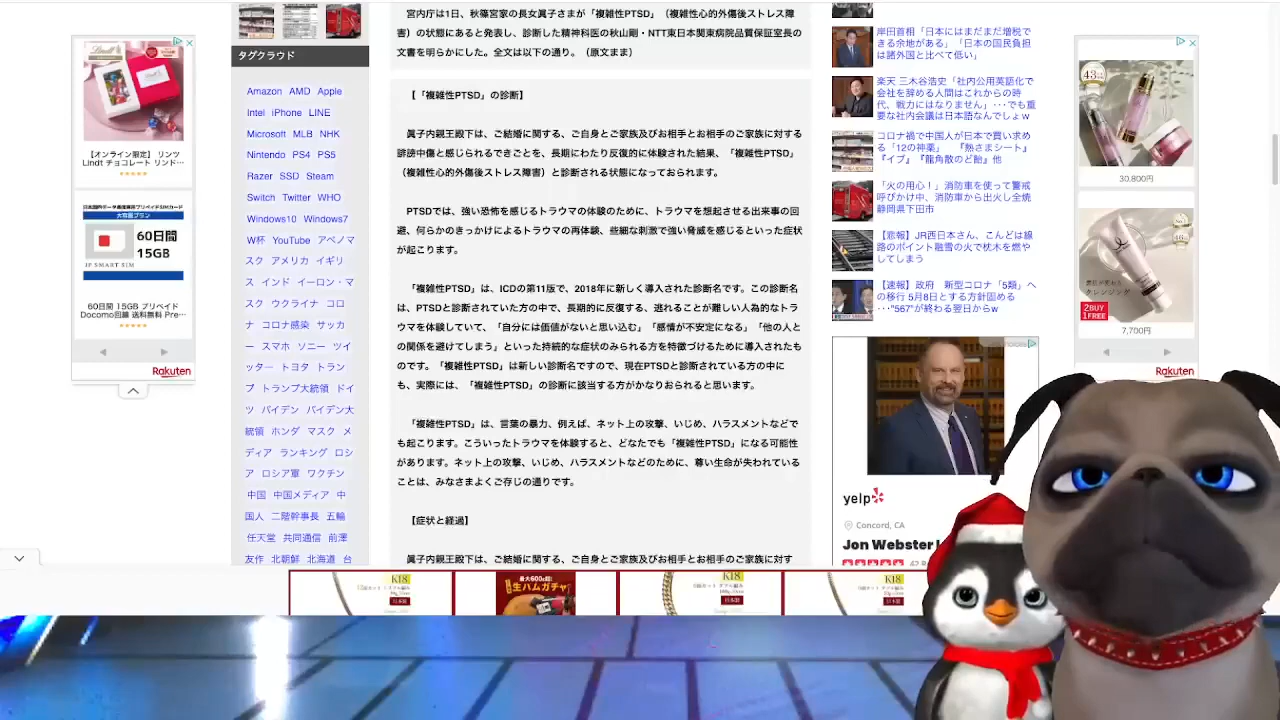 タグクラウド
Amazon AMD Apple
Intel iPhone LINE
Microsoft MLB NHK
Nintendo PS4 PS5
Razer SSD Steam
Switch Twitter WHO
Windows10 Windows7
W杯 YouTube アベノマ
スク アメリカ イギリ
ス インド イーロン・マ
スク ウクライナ コロ
ナ コロナ感染 サッカ
ー スマホ ソニー ツイ
ッター トヨタ トラン
プ トランプ大統領 ドイ
ツ バイデン バイデン大
統領 ホンダ マスク メ
ディア ランキング ロシ
ア ロシア軍 ワクチン
中国 中国メディア 中
国人 二階幹事長 五輪
任天堂 共同通信 前澤
友作 北朝鮮 北海道 台
【オンライン限定】 リンツ
Lindt チョコレート リンド…
日本国内データ通信専用プリペイドSIMカード
大容量プラン
60日間
15GB
JP SMART SIM
60日間 15GB プリペイド
Docomo回線 送料無料 Pre…
Rakuten
宮内庁は1日、秋篠宮家の長女眞子さまが「複雑性PTSD」（複雑性心的外傷後ストレス障
害）の状態にあると発表し、診断した精神科医の秋山剛・NTT東日本関東病院品質保証室長の
文書を明らかにした。全文は以下の通り。（原文まま）
【「複雑性PTSD」の診断】
眞子内親王殿下は、ご結婚に関する、ご自身とご家族及びお相手とお相手のご家族に対する
誹謗中傷と感じられるできごとを、長期にわたり反復的に体験された結果、「複雑性PTSD」
（複雑性心的外傷後ストレス障害）と診断される状態になっておられます。
PTSDでは、強い恐怖を感じるトラウマの体験のために、トラウマを想起させる出来事の回
避、何らかのきっかけによるトラウマの再体験、些細な刺激で強い脅威を感じるといった症状
が起こります。
「複雑性PTSD」は、ICDの第11版で、2018年に新しく導入された診断名です。この診断名
は、PTSDと診断されていた方の中で、長期的に反復する、逃れることが難しい人為的なトラ
ウマを体験していて、「自分には価値がないと思い込む」「感情が不安定になる」「他の人と
の関係を避けてしまう」といった持続的な症状のみられる方を特徴づけるために導入されたも
のです。「複雑性PTSD」は新しい診断名ですので、現在PTSDと診断されている方の中に
も、実際には、「複雑性PTSD」の診断に該当する方がかなりおられると思います。
「複雑性PTSD」は、言葉の暴力、例えば、ネット上の攻撃、いじめ、ハラスメントなどで
も起こります。こういったトラウマを体験すると、どなたでも「複雑性PTSD」になる可能性
があります。ネット上の攻撃、いじめ、ハラスメントなどのために、尊い生命が失われている
ことは、みなさまよくご存じの通りです。
【症状と経過】
眞子内親王殿下は、ご結婚に関する、ご自身とご家族及びお相手とお相手のご家族に対す
岸田首相「日本にはまだまだ増税で
きる余地がある」「日本の国民負担
は諸外国と比べて低い」
楽天 三木谷浩史「社内公用英語化で
会社を辞める人間はこれからの時
代、戦力にはなりません」･･･でも重
要な社内会議は日本語なんでしょw
コロナ禍で中国人が日本で買い求め
る「12の神薬」 『熱さまシート』
『イブ』『龍角散のど飴』他
「火の用心！」消防車を使って警戒
呼びかけ中、消防車から出火し全焼
静岡県下田市
【悲報】JR西日本さん、こんどは線
路のポイント融雪の火で枕木を燃や
してしまう
【速報】政府 新型コロナ「5類」へ
の移行 5月8日とする方針固める
･･･"567"が終わる翌日からw
yelp
Concord, CA
Jon Webster
30,800円
2BUY
1FREE
7,700円
Rakuten
K18
最大600g超!
生ハムブーケ
K18
K18